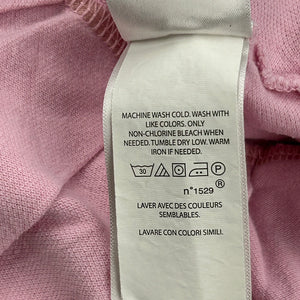 MACHINE WASH COLD. WASH WITH
LIKE COLORS. ONLY
NON-CHLORINE BLEACH WHEN
NEEDED. TUMBLE DRY LOW. WARM
IRON IF NEEDED.
30
n°1529 ®
LAVER AVEC DES COULEURS
SEMBLABLES.
LAVARE CON COLORI SIMILI.